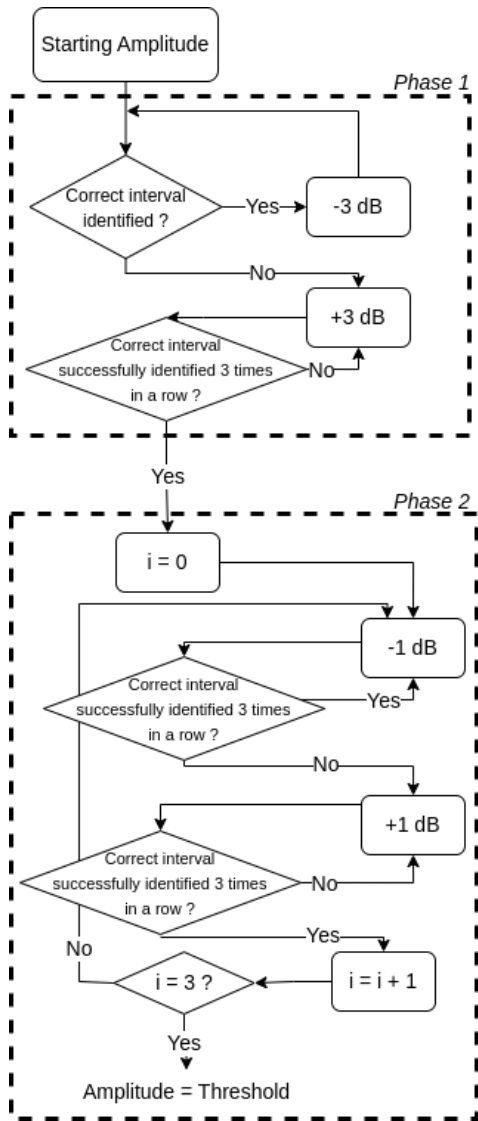 Starting Amplitude
Phase 1
Correct interval
identified ?
Yes
-3 dB
No
+3 dB
Correct interval
successfully identified 3 times
in a row ?
No
Yes
Phase 2
i = 0
-1 dB
Correct interval
successfully identified 3 times
in a row ?
Yes
No
+1 dB
Correct interval
successfully identified 3 times
in a row ?
No
Yes
No
i = 3 ?
i = i + 1
Yes
Amplitude = Threshold